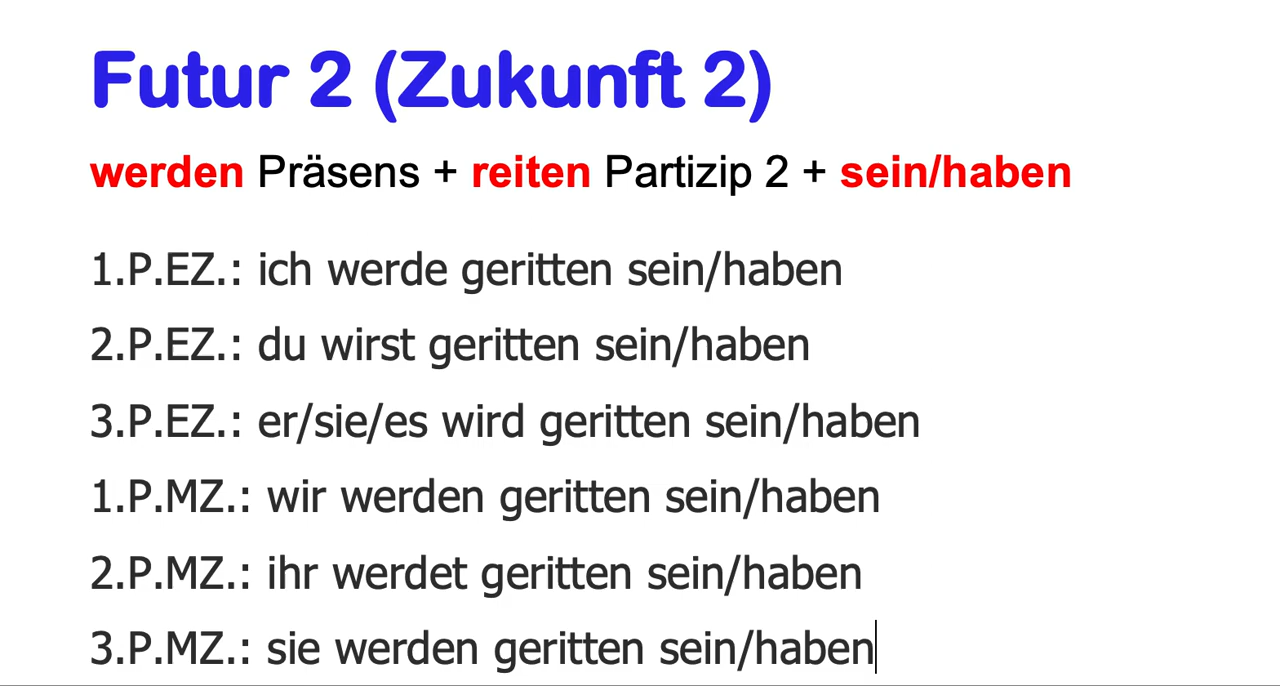 Futur 2 (Zukunft 2)
werden Präsens + reiten Partizip 2 + sein/haben
1.P.EZ.: ich werde geritten sein/haben
2.P.EZ.: du wirst geritten sein/haben
3.P.EZ.: er/sie/es wird geritten sein/haben
1.P.MZ.: wir werden geritten sein/haben
2.P.MZ.: ihr werdet geritten sein/haben
3.P.MZ.: sie werden geritten sein/haben